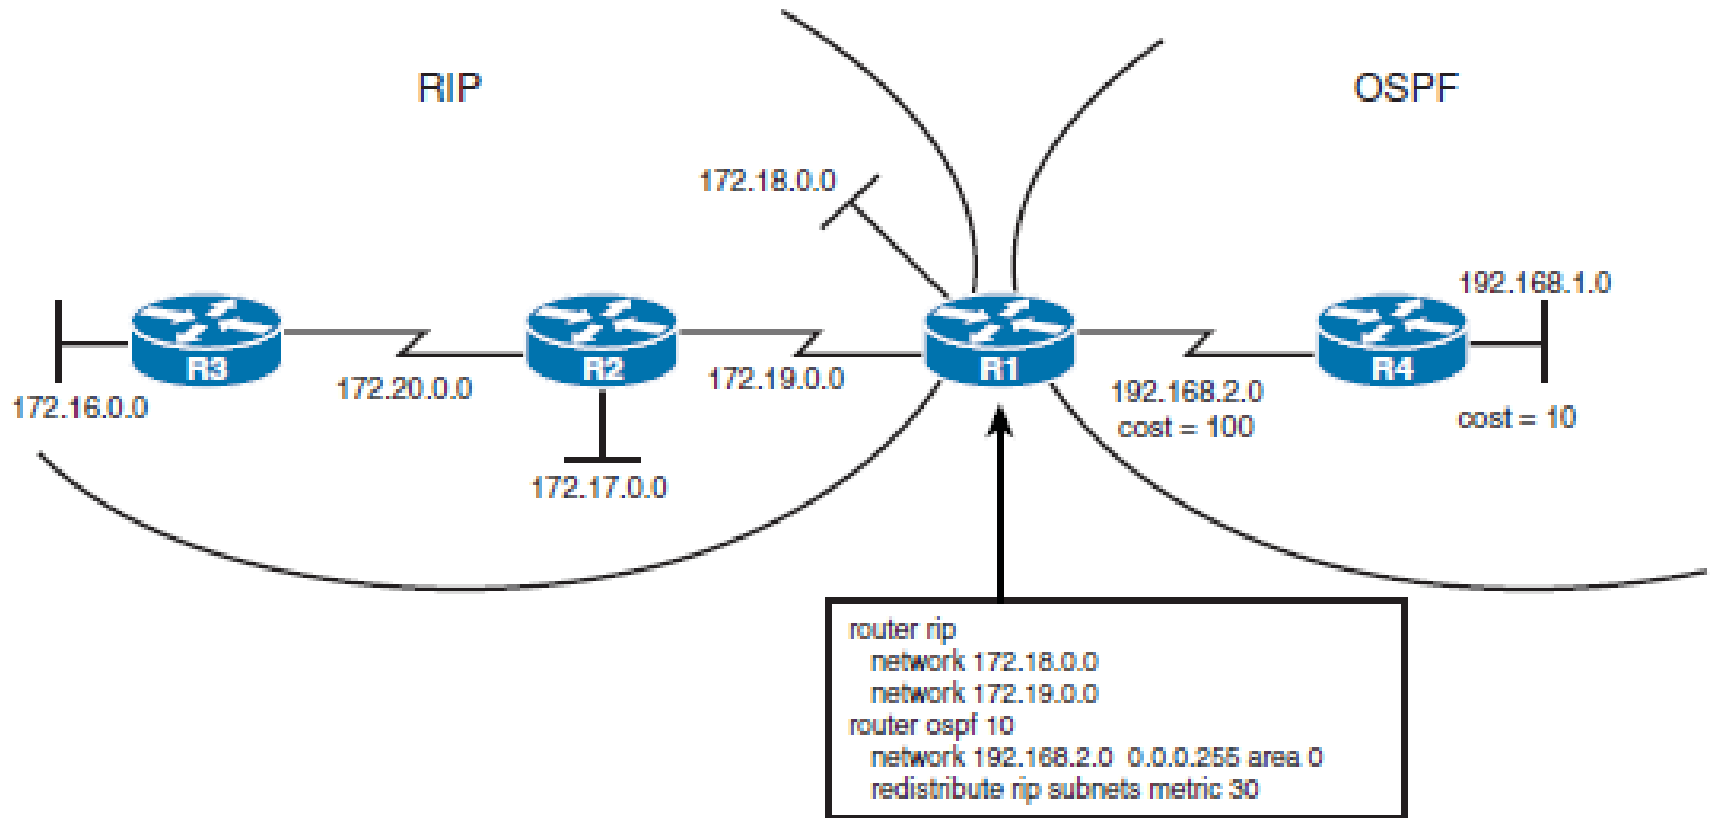 RIP
OSPF
172.18.0.0
192.168.1.0
R3
R2
R1
R4
172.16.0.0
172.20.0.0
172.19.0.0
192.168.2.0
cost = 100
cost = 10
172.17.0.0
router rip
network 172.18.0.0
network 172.19.0.0
router ospf 10
network 192.168.2.0 0.0.0.255 area 0
redistribute rip subnets metric 30